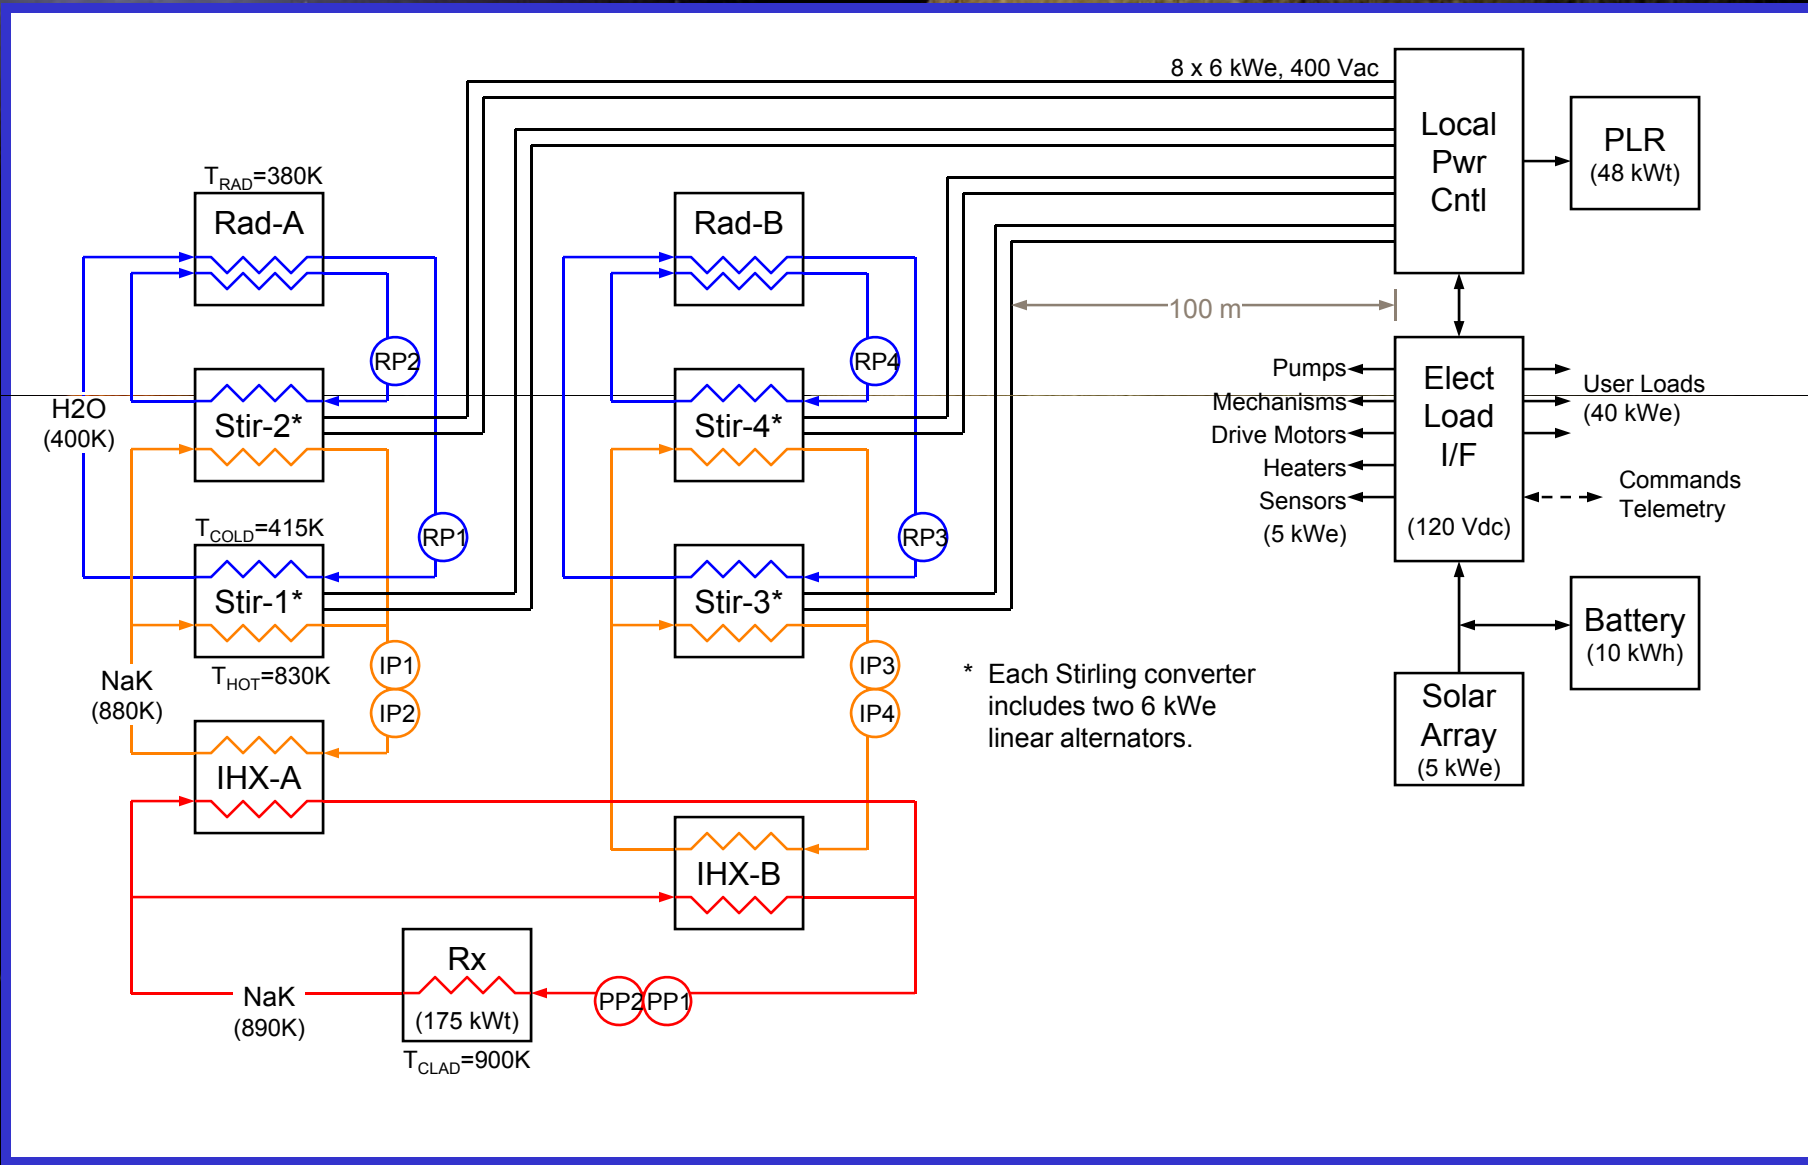 8 x 6 kWe, 400 Vac
Local
Pwr
Cntl
PLR
(48 kWt)
T_RAD=380K
Rad-A
Rad-B
100 m
RP2
RP4
H2O
(400K)
Stir-2*
Stir-4*
Pumps
Mechanisms
Drive Motors
Heaters
Sensors
(5 kWe)
Elect
Load
I/F
(120 Vdc)
User Loads
(40 kWe)
Commands
Telemetry
T_COLD=415K
RP1
RP3
Stir-1*
Stir-3*
T_HOT=830K
NaK
(880K)
IP1
IP2
IP3
IP4
* Each Stirling converter
includes two 6 kWe
linear alternators.
Battery
(10 kWh)
Solar
Array
(5 kWe)
IHX-A
IHX-B
Rx
(175 kWt)
T_CLAD=900K
NaK
(890K)
PP2
PP1